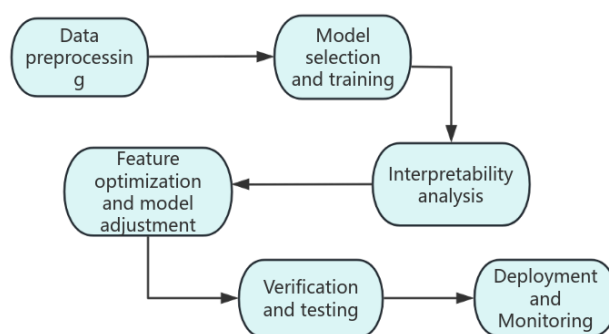 Data
preprocessin
g
Model
selection
and training
Interpretability
analysis
Feature
optimization
and model
adjustment
Verification
and testing
Deployment
and
Monitoring